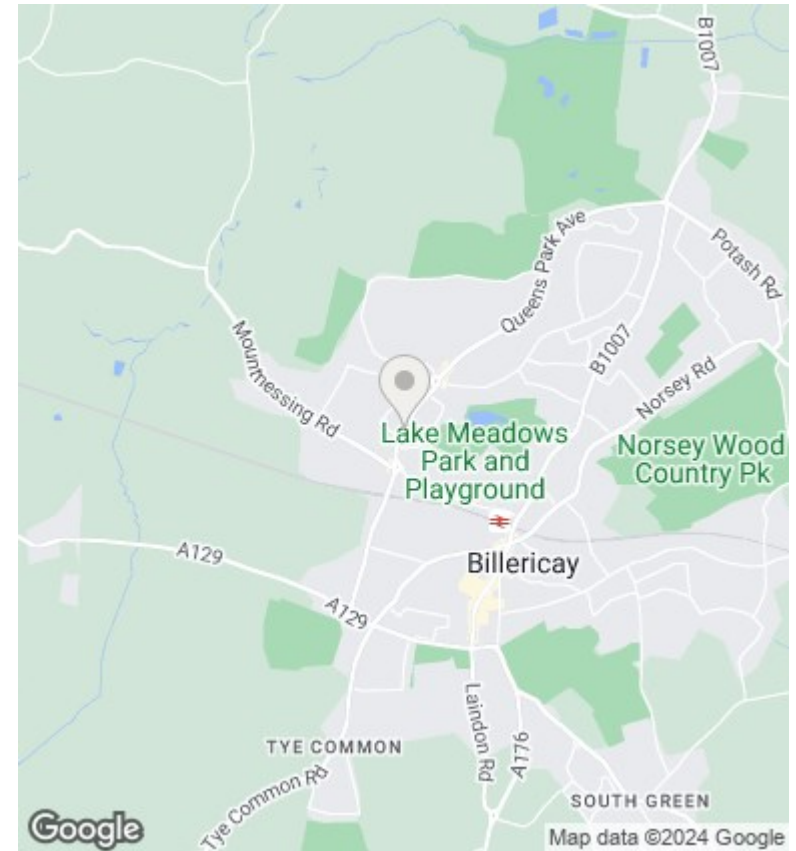 B1007
Queens Park Ave
Potash Rd
Mountnessing Rd
B1007
Norsey Rd
Lake Meadows
Park and
Playground
Norsey Wood
Country Pk
A129
Billericay
A129
Laindon Rd
A176
TYE COMMON
Tye Common Rd
SOUTH GREEN
Google
Map data ©2024 Google